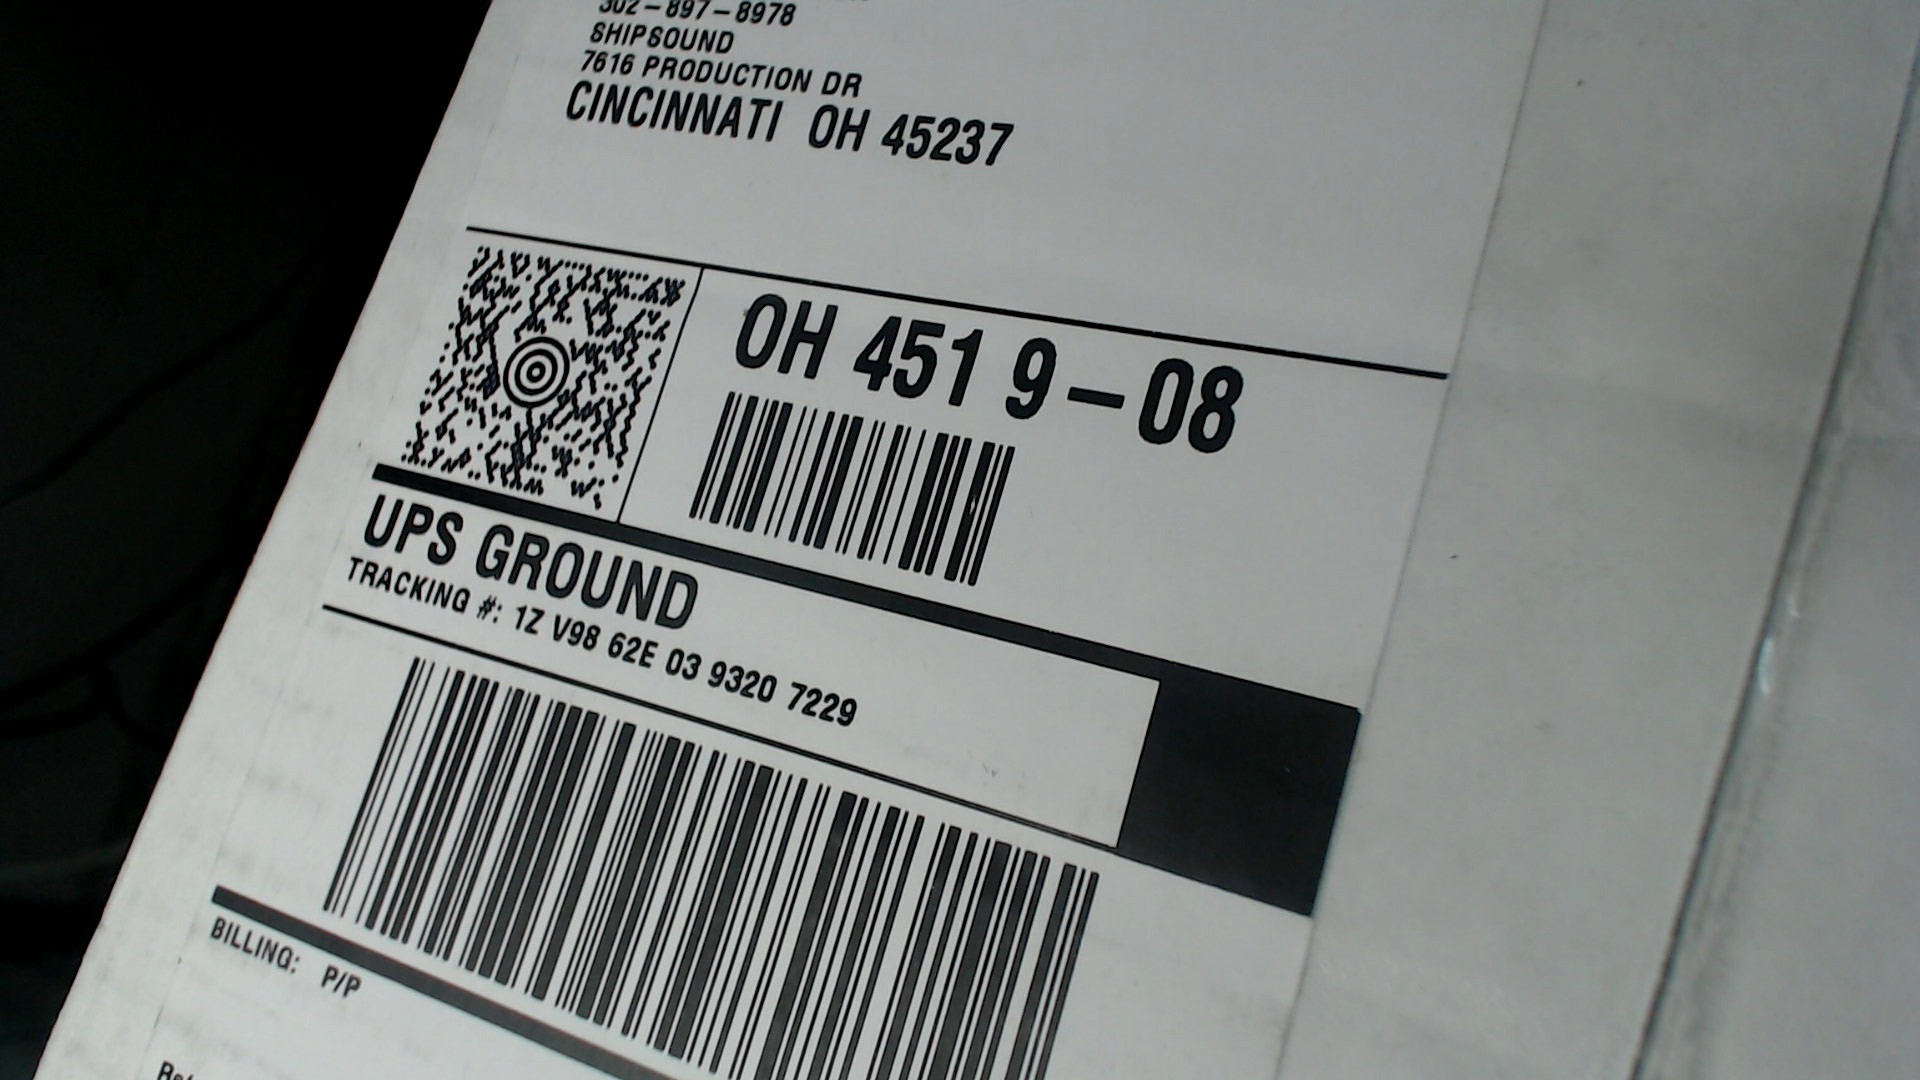 302-897-8978
SHIPSOUND
7616 PRODUCTION DR
CINCINNATI OH 45237
OH 451 9-08
UPS GROUND
TRACKING #: 1Z V98 62E 03 9320 7229
BILLING: P/P